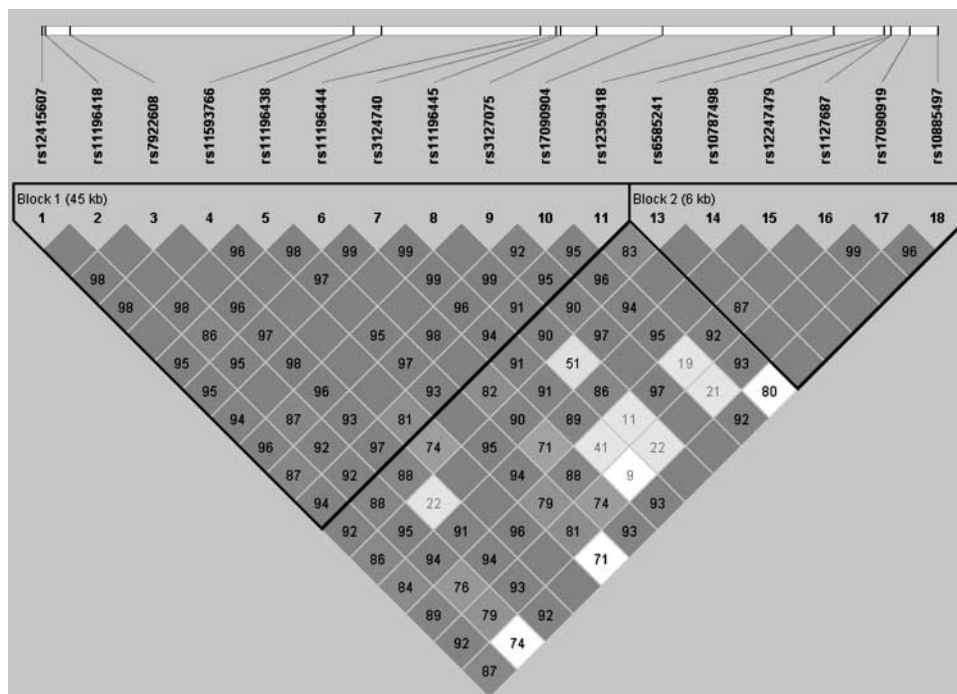 rs12415607
rs11196418
rs7922608
rs11593766
rs11196438
rs11196444
rs3124740
rs11196445
rs3127075
rs17090904
rs12359418
rs6585241
rs10787498
rs12247479
rs1127687
rs17090919
rs10885497
Block 1 (45 kb) Block 2 (6 kb)
1 2 3 4 5 6 7 8 9 10 11 13 14 15 16 17 18
96 98 99 99 92 95 83 99 96
98 97 99 99 95 96
98 98 96 96 91 90 94 87
86 97 95 98 94 90 97 95 92
95 95 98 97 91 51 19 93
95 96 93 82 91 86 97 21 80
94 87 93 81 90 89 11 92
96 92 97 74 95 71 41 22
87 92 88 94 88 9
94 88 22 79 74 93
92 95 91 96 81 93
86 94 94 71
84 76 93
89 79 92
92 74
87